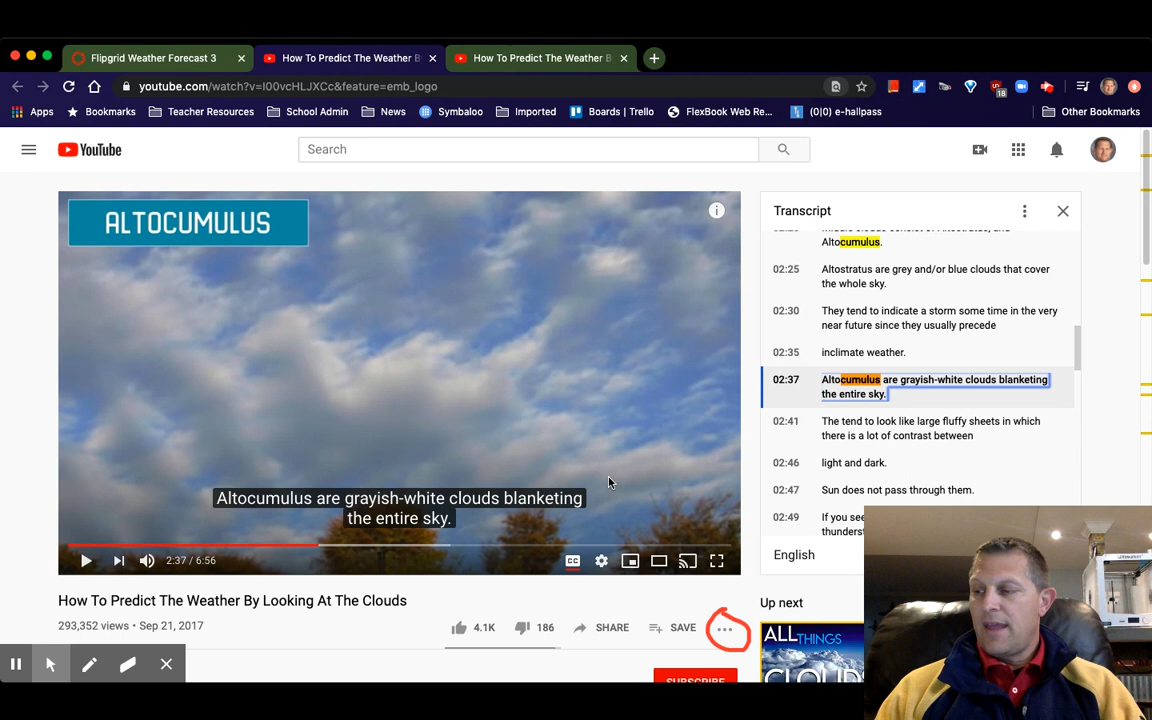 Flipgrid Weather Forecast 3
How To Predict The Weather B
How To Predict The Weather B
youtube.com/watch?v=I00vcHLJXCc&feature=emb_logo
18
Apps
Bookmarks
Teacher Resources
School Admin
News
Symbaloo
Imported
Boards | Trello
FlexBook Web Re...
(0|0) e-hallpass
Other Bookmarks
YouTube
Search
ALTOCUMULUS
i
Altocumulus are grayish-white clouds blanketing
the entire sky.
2:37 / 6:56
CC
Transcript
Altocumulus.
02:25
Altostratus are grey and/or blue clouds that cover
the whole sky.
02:30
They tend to indicate a storm some time in the very
near future since they usually precede
02:35
inclimate weather.
02:37
Altocumulus are grayish-white clouds blanketing
the entire sky.
02:41
The tend to look like large fluffy sheets in which
there is a lot of contrast between
02:46
light and dark.
02:47
Sun does not pass through them.
02:49
If you see
thunderst
English
How To Predict The Weather By Looking At The Clouds
293,352 views • Sep 21, 2017
4.1K
186
SHARE
SAVE
Up next
ALL THINGS
CLOUDS
SUBSCRIBE